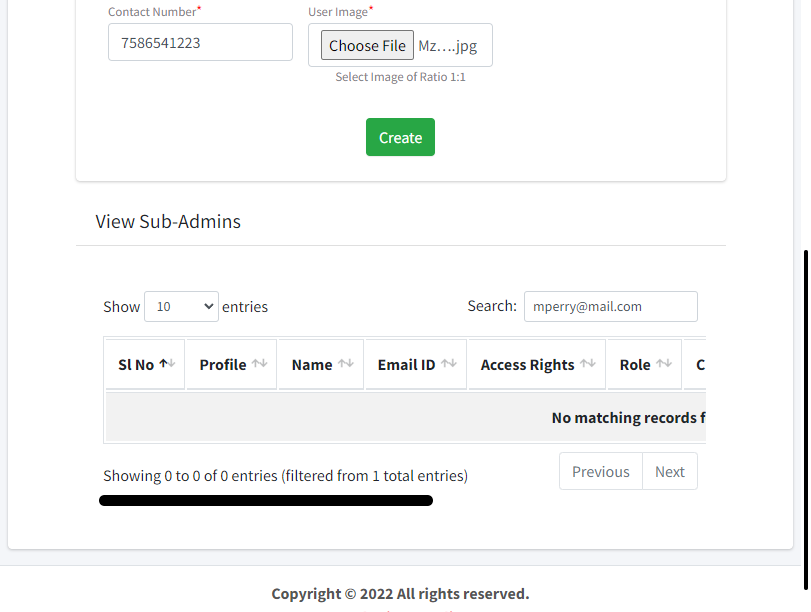 Contact Number* User Image*
7586541223 Choose File Mz....jpg
Select Image of Ratio 1:1
Create
View Sub-Admins
Show 10 entries Search: mperry@mail.com
Sl No Profile Name Email ID Access Rights Role C
No matching records f
Showing 0 to 0 of 0 entries (filtered from 1 total entries) Previous Next
Copyright © 2022 All rights reserved.